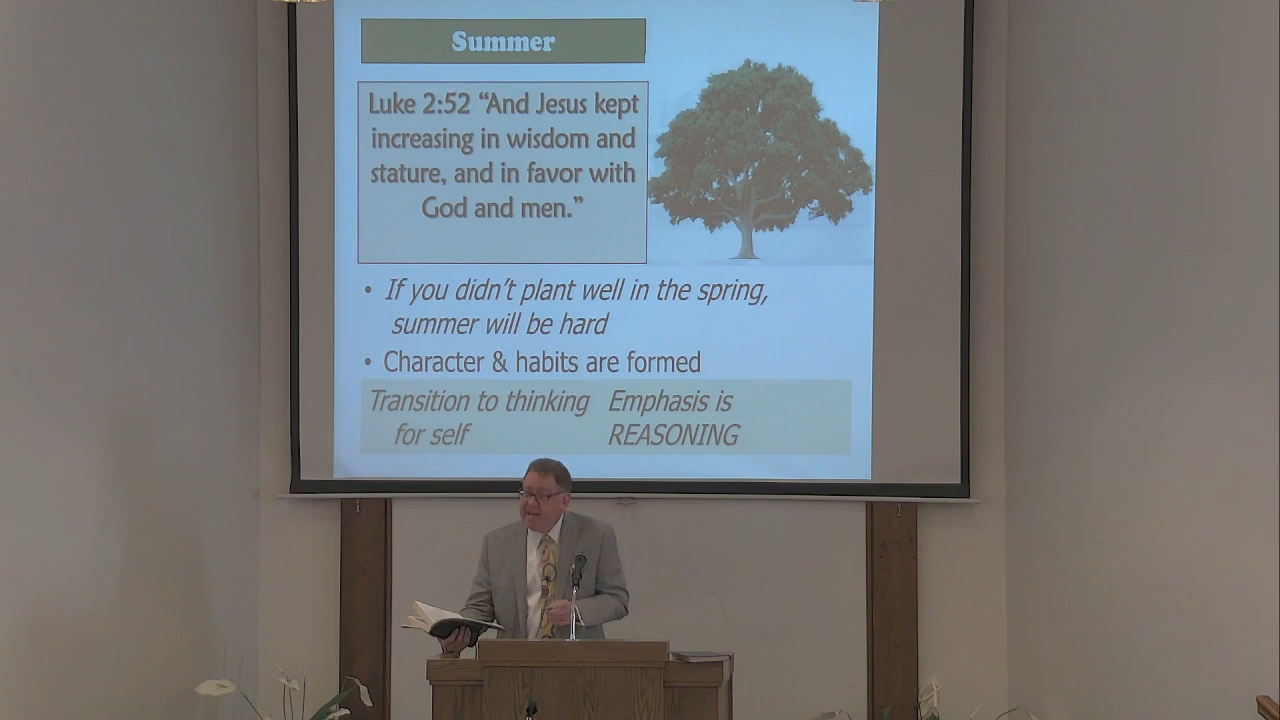 Summer
Luke 2:52 “And Jesus kept
increasing in wisdom and
stature, and in favor with
God and men.”
• If you didn’t plant well in the spring,
summer will be hard
• Character & habits are formed
Transition to thinking
for self
Emphasis is
REASONING